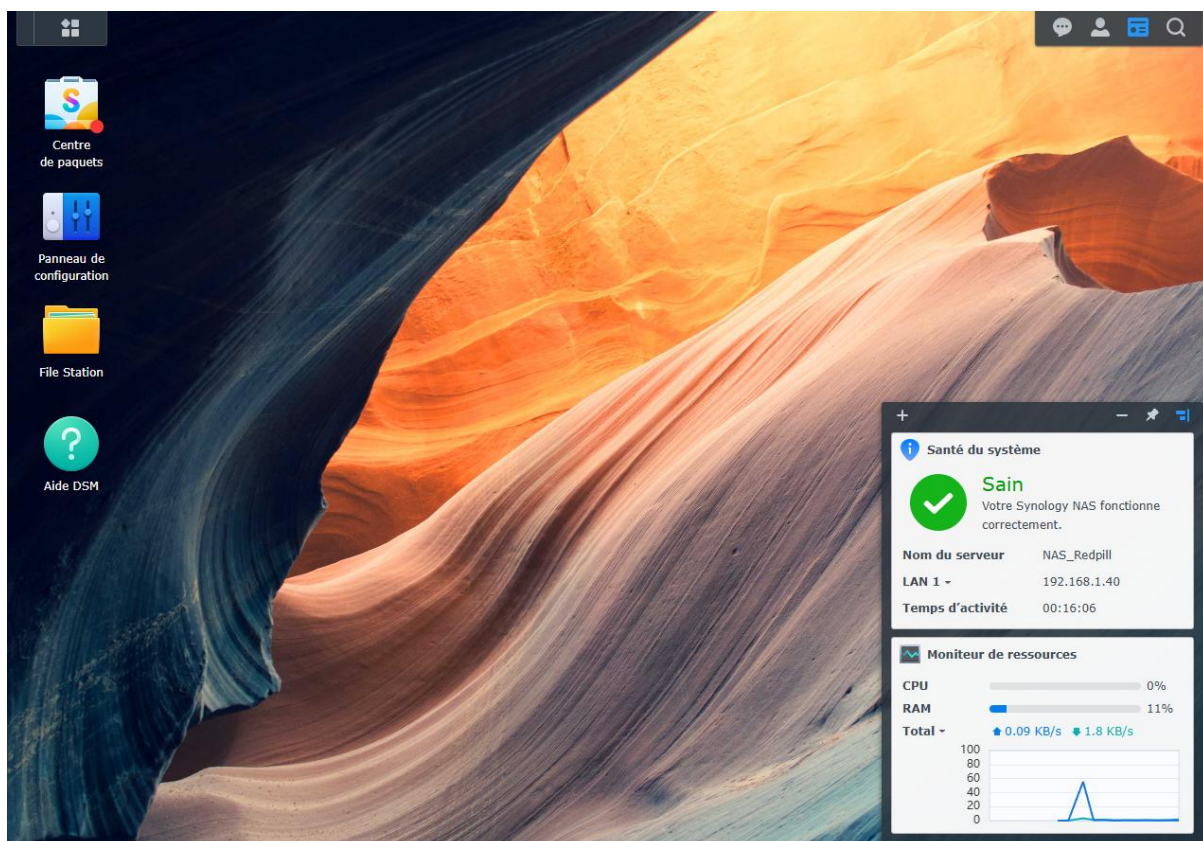 Centre
de paquets
Panneau de
configuration
File Station
Aide DSM
Santé du système
Sain
Votre Synology NAS fonctionne
correctement.
Nom du serveur NAS_Redpill
LAN 1 192.168.1.40
Temps d'activité 00:16:06
Moniteur de ressources
CPU 0%
RAM 11%
Total 0.09 KB/s 1.8 KB/s
100
80
60
40
20
0